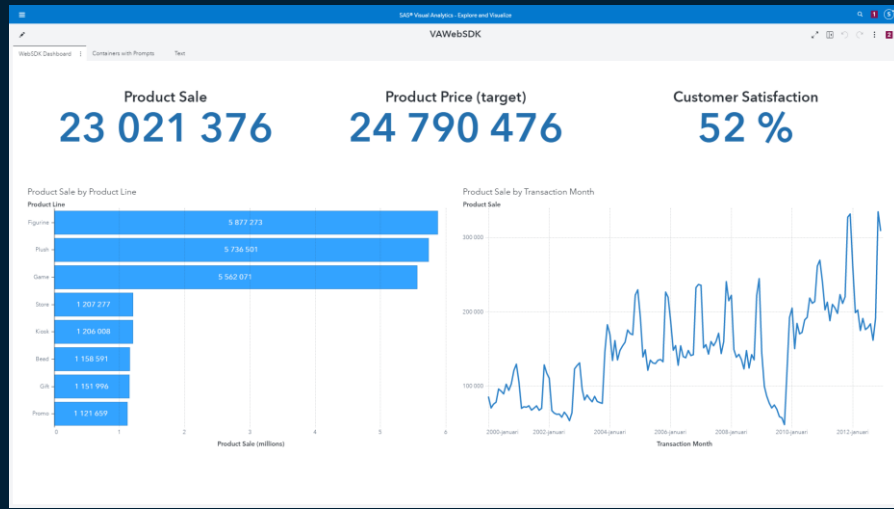 SAS® Visual Analytics - Explore and Visualize
1
S
VAWebSDK
2
WebSDK Dashboard
Containers with Prompts
Text
Product Sale
23 021 376
Product Price (target)
24 790 476
Customer Satisfaction
52 %
Product Sale by Product Line
Product Line
Figurine
5 877 273
Plush
5 736 501
Game
5 562 071
Store
1 207 277
Kiosk
1 206 008
Bead
1 158 591
Gift
1 151 996
Promo
1 121 659
0 1 2 3 4 5 6
Product Sale (millions)
Product Sale by Transaction Month
Product Sale
300 000
200 000
100 000
2000-januari 2002-januari 2004-januari 2006-januari 2008-januari 2010-januari 2012-januari
Transaction Month